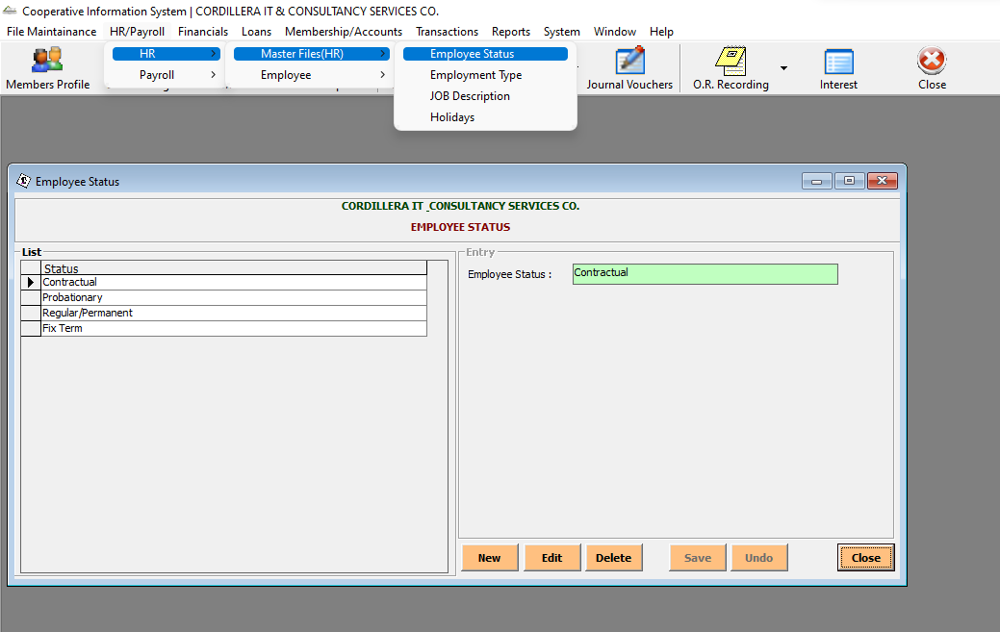 Cooperative Information System | CORDILLERA IT & CONSULTANCY SERVICES CO.
File Maintainance HR/Payroll Financials Loans Membership/Accounts Transactions Reports System Window Help
HR Master Files(HR) Employee Status
Payroll Employee Employment Type
JOB Description
Holidays
Members Profile Journal Vouchers O.R. Recording Interest Close
Employee Status
CORDILLERA IT _CONSULTANCY SERVICES CO.
EMPLOYEE STATUS
List
Status
Contractual
Probationary
Regular/Permanent
Fix Term
Entry
Employee Status : Contractual
New Edit Delete Save Undo Close